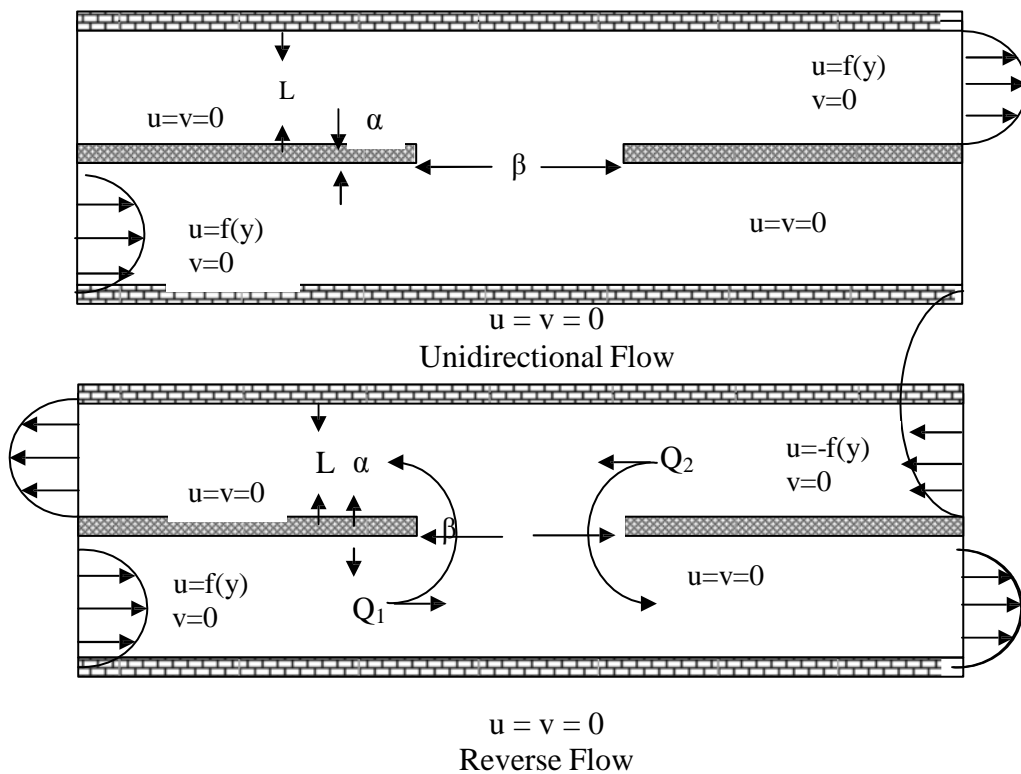 u=f(y)
v=0
L
u=v=0
α
β
u=f(y)
v=0
u=v=0
u = v = 0
Unidirectional Flow
L
α
Q₂
u=-f(y)
v=0
u=v=0
β
u=f(y)
v=0
Q₁
u=v=0
u = v = 0
Reverse Flow